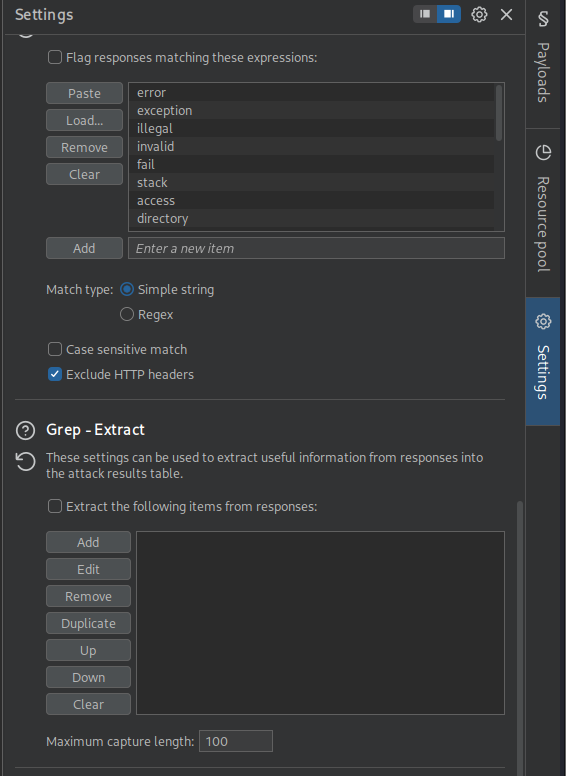 Settings
Flag responses matching these expressions:
Paste
Load...
Remove
Clear
error
exception
illegal
invalid
fail
stack
access
directory
Add
Enter a new item
Match type:
Simple string
Regex
Case sensitive match
Exclude HTTP headers
Grep - Extract
These settings can be used to extract useful information from responses into
the attack results table.
Extract the following items from responses:
Add
Edit
Remove
Duplicate
Up
Down
Clear
Maximum capture length: 100
§ Payloads
Resource pool
Settings